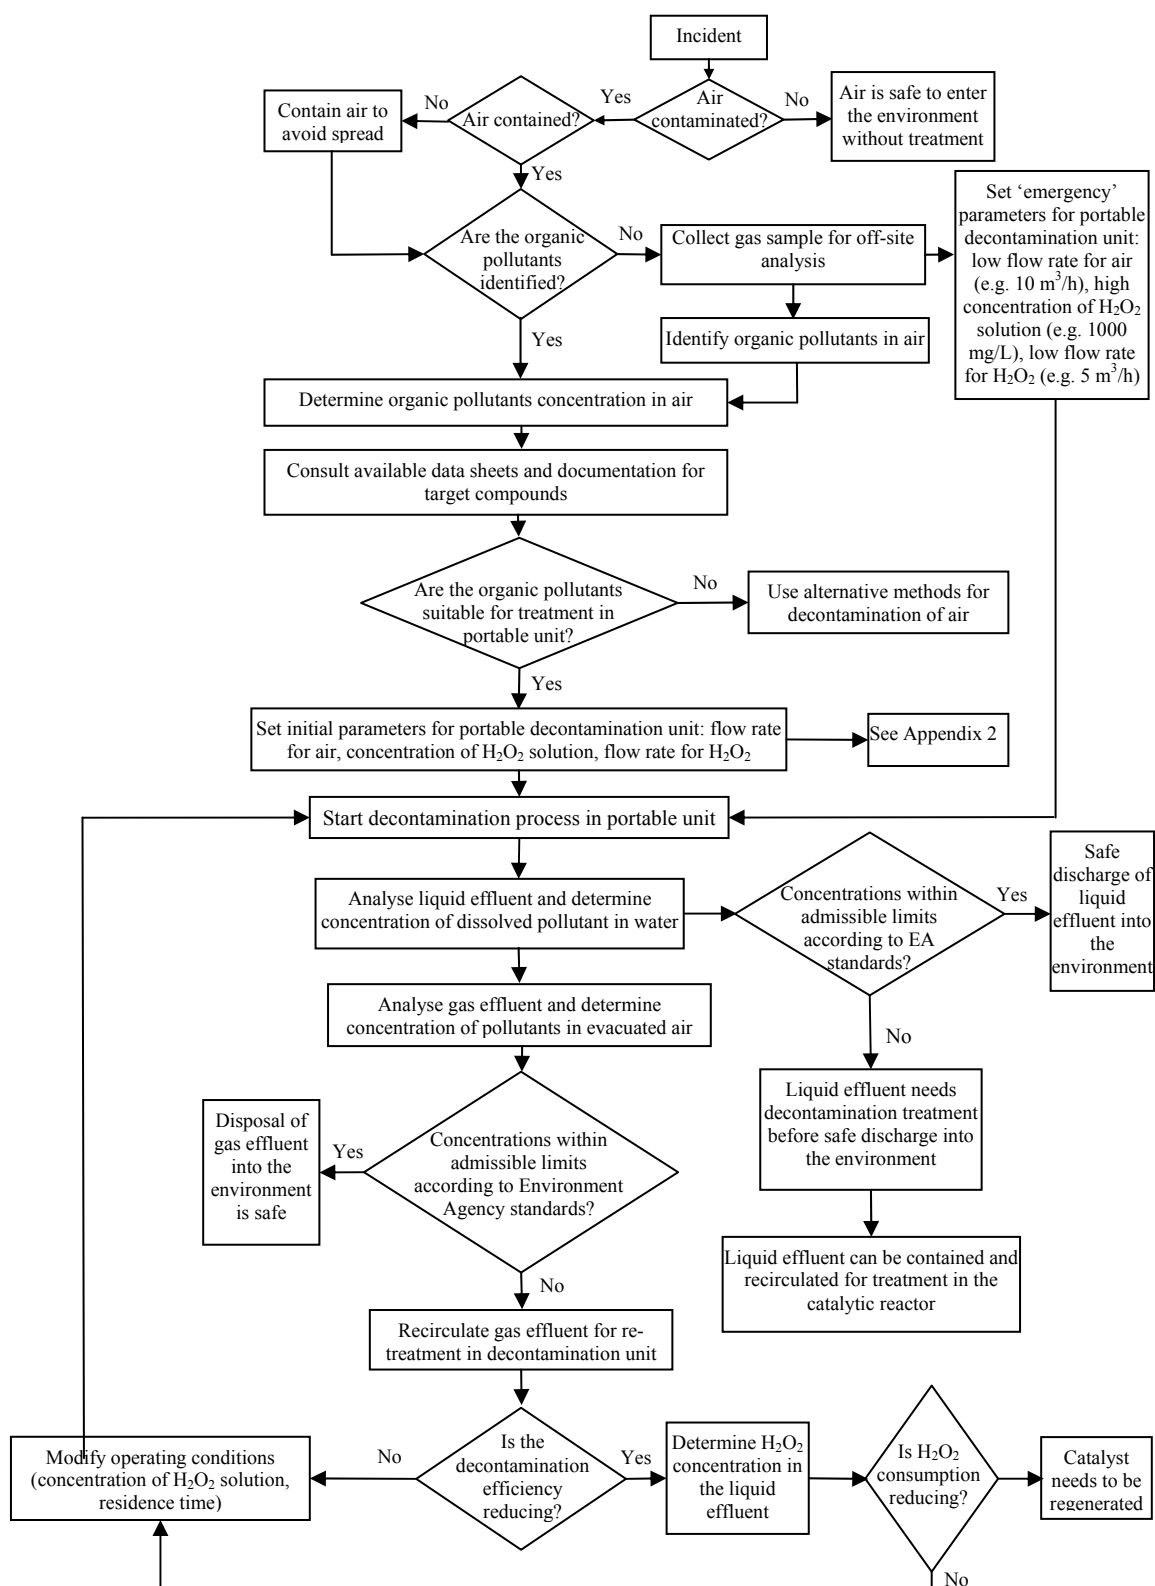 Incident
Air
contaminated?
Yes
No
Air is safe to enter
the environment
without treatment
Air contained?
No
Contain air to
avoid spread
Yes
Are the organic
pollutants
identified?
No
Collect gas sample for off-site
analysis
Set ‘emergency’
parameters for portable
decontamination unit:
low flow rate for air
(e.g. 10 m³/h), high
concentration of H₂O₂
solution (e.g. 1000
mg/L), low flow rate
for H₂O₂ (e.g. 5 m³/h)
Identify organic pollutants in air
Yes
Determine organic pollutants concentration in air
Consult available data sheets and documentation for
target compounds
Are the organic pollutants
suitable for treatment in
portable unit?
No
Use alternative methods for
decontamination of air
Yes
Set initial parameters for portable decontamination unit: flow rate
for air, concentration of H₂O₂ solution, flow rate for H₂O₂
See Appendix 2
Start decontamination process in portable unit
Analyse liquid effluent and determine
concentration of dissolved pollutant in water
Concentrations within
admissible limits
according to EA
standards?
Yes
Safe
discharge of
liquid
effluent into
the
environment
No
Liquid effluent needs
decontamination treatment
before safe discharge into
the environment
Liquid effluent can be contained and
recirculated for treatment in the
catalytic reactor
Analyse gas effluent and determine
concentration of pollutants in evacuated air
Concentrations within
admissible limits
according to Environment
Agency standards?
Yes
Disposal of
gas effluent
into the
environment
is safe
No
Recirculate gas effluent for re-
treatment in decontamination unit
Is the
decontamination
efficiency
reducing?
No
Modify operating conditions
(concentration of H₂O₂ solution,
residence time)
Yes
Determine H₂O₂
concentration in
the liquid
effluent
Is H₂O₂
consumption
reducing?
Catalyst
needs to be
regenerated
No